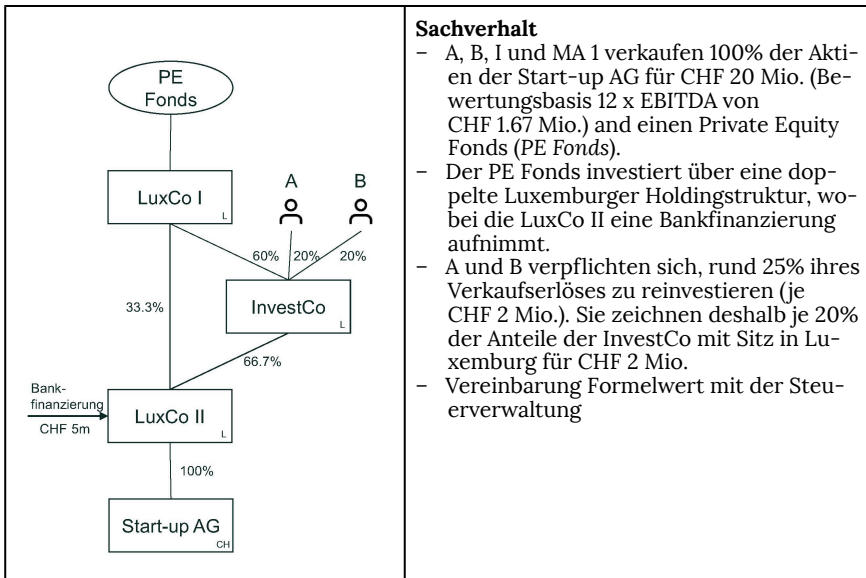 PE
Fonds
LuxCo I
L
A
B
60%
20%
20%
33.3%
InvestCo
L
66.7%
Bank-
finanzierung
CHF 5m
LuxCo II
L
100%
Start-up AG
CH
Sachverhalt
– A, B, I und MA 1 verkaufen 100% der Akti-
en der Start-up AG für CHF 20 Mio. (Be-
wertungsbasis 12 x EBITDA von
CHF 1.67 Mio.) and einen Private Equity
Fonds (PE Fonds).
– Der PE Fonds investiert über eine dop-
pelte Luxemburger Holdingstruktur, wo-
bei die LuxCo II eine Bankfinanzierung
aufnimmt.
– A und B verpflichten sich, rund 25% ihres
Verkaufserlöses zu reinvestieren (je
CHF 2 Mio.). Sie zeichnen deshalb je 20%
der Anteile der InvestCo mit Sitz in Lu-
xemburg für CHF 2 Mio.
– Vereinbarung Formelwert mit der Steu-
erverwaltung